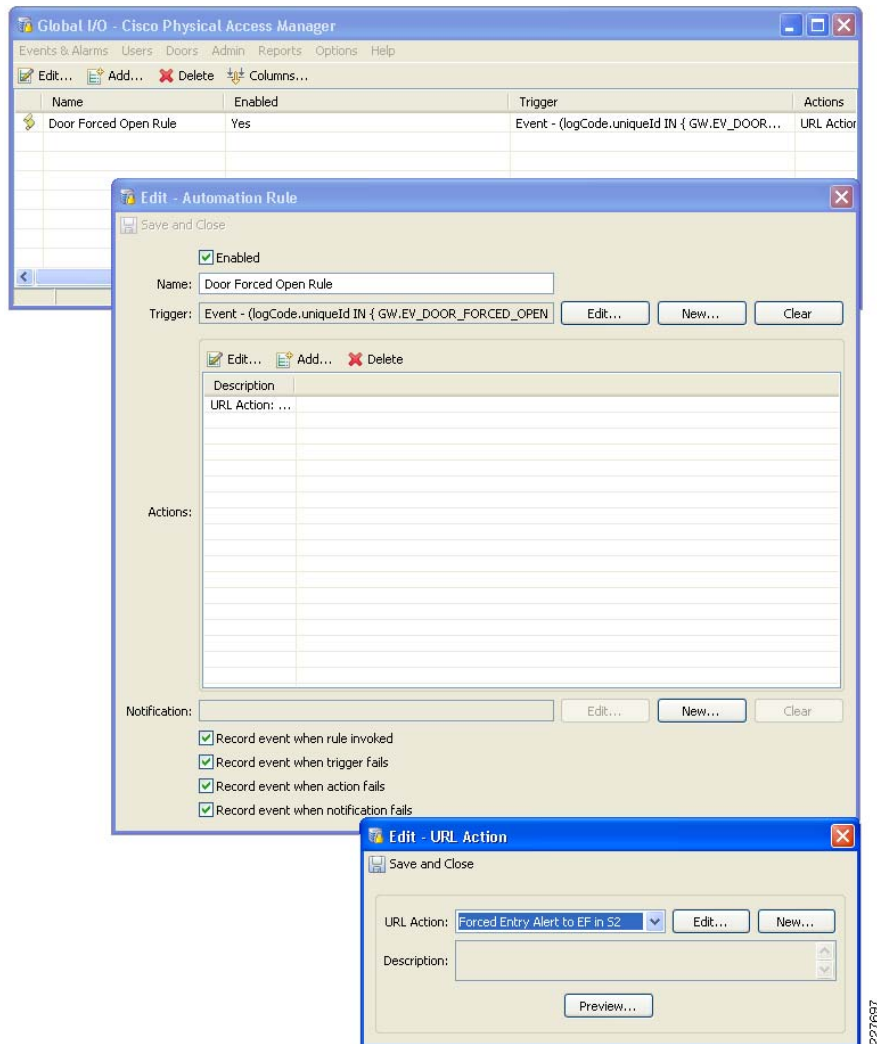 Global I/O - Cisco Physical Access Manager
Events & Alarms Users Doors Admin Reports Options Help
Edit... Add... Delete Columns...
Name Enabled Trigger Actions
Door Forced Open Rule Yes Event - (logCode.uniqueId IN { GW.EV_DOOR... URL Action
Edit - Automation Rule
Save and Close
Enabled
Name: Door Forced Open Rule
Trigger: Event - (logCode.uniqueId IN { GW.EV_DOOR_FORCED_OPEN Edit... New... Clear
Edit... Add... Delete
Description
URL Action: ...
Actions:
Notification: Edit... New... Clear
Record event when rule invoked
Record event when trigger fails
Record event when action fails
Record event when notification fails
Edit - URL Action
Save and Close
URL Action: Forced Entry Alert to EF in S2 Edit... New...
Description:
Preview...
227697